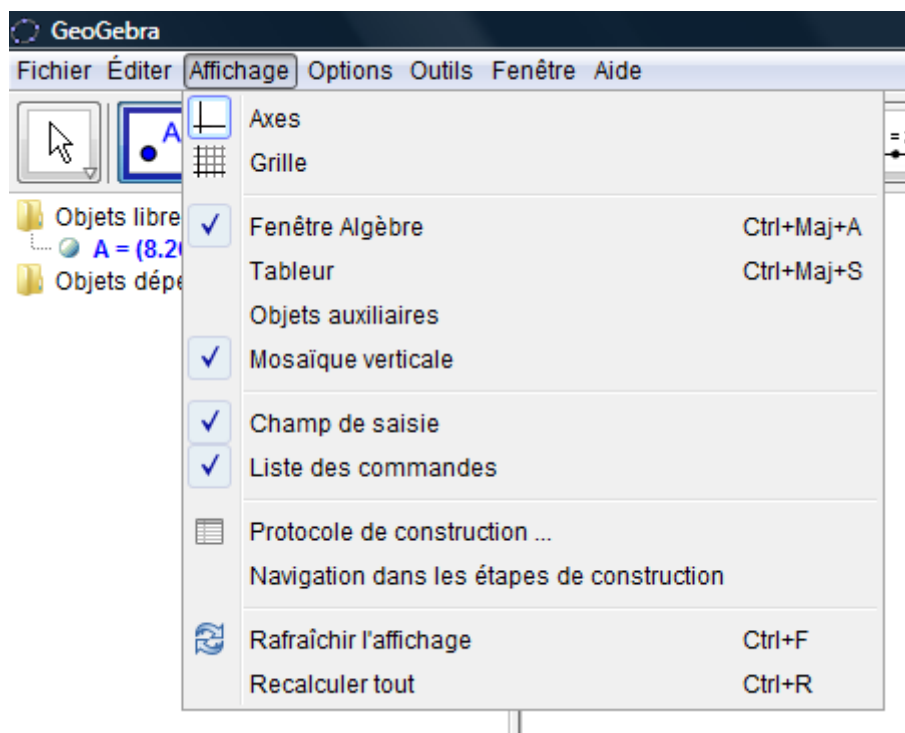 GeoGebra
Fichier Éditer Affichage Options Outils Fenêtre Aide
A
Axes
Grille
Objets libre
A = (8.2
Objets dépe
Fenêtre Algèbre Ctrl+Maj+A
Tableur Ctrl+Maj+S
Objets auxiliaires
Mosaïque verticale
Champ de saisie
Liste des commandes
Protocole de construction ...
Navigation dans les étapes de construction
Rafraîchir l'affichage Ctrl+F
Recalculer tout Ctrl+R